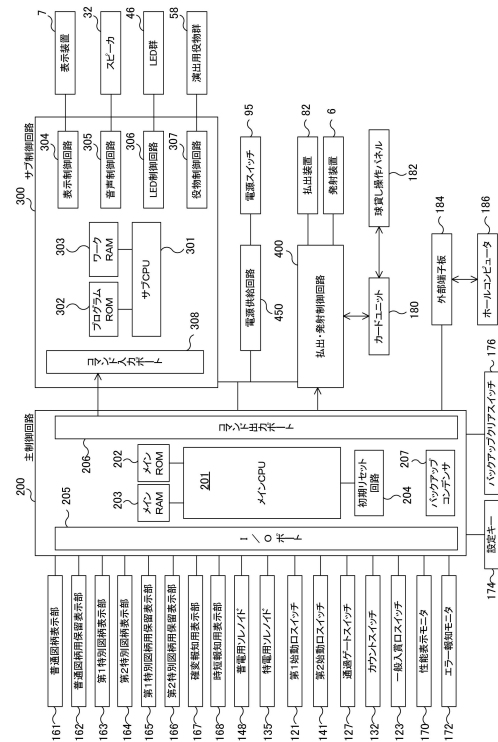 161
普通図柄表示部
162
普通図柄用保留表示部
163
第1特別図柄表示部
164
第2特別図柄表示部
165
第1特別図柄用保留表示部
166
第2特別図柄用保留表示部
167
確変報知用表示部
168
時短報知用表示部
148
普電用ソレノイド
135
特電用ソレノイド
121
第1始動口スイッチ
141
第2始動口スイッチ
127
通過ゲートスイッチ
132
カウントスイッチ
123
一般入賞口スイッチ
170
性能表示モニタ
172
エラー報知モニタ
200
主制御回路
205
I/Oポート
206
コマンド出力ポート
203
メイン
RAM
202
メイン
ROM
201
メインCPU
初期リセット
回路
204
207
バックアップ
コンデンサ
174
設定キー
176
バックアップクリアスイッチ
300
サブ制御回路
308
コマンド入力ポート
302
プログラム
ROM
303
ワーク
RAM
サブCPU
301
304
表示制御回路
305
音声制御回路
306
LED制御回路
307
役物制御回路
7
表示装置
32
スピーカ
46
LED群
58
演出用役物群
電源供給回路
450
95
電源スイッチ
400
払出・発射制御回路
82
払出装置
6
発射装置
カードユニット
180
球貸し操作パネル
182
外部端子板
184
ホールコンピュータ
186